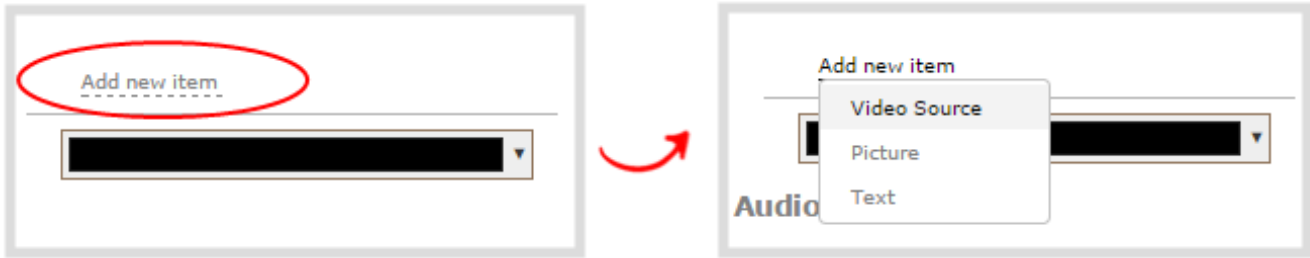 Add new item
Add new item
Video Source
Picture
Text
Audio